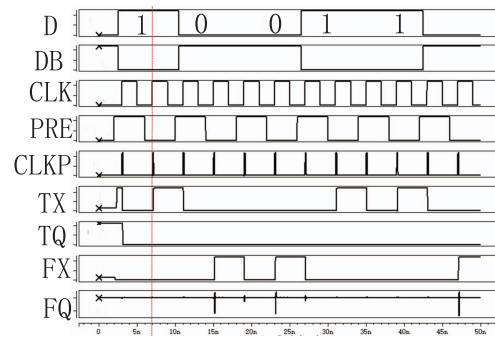 D 1 0 0 1 1
DB
CLK
PRE
CLKP
TX
TQ
FX
FQ
0 5n 10n 15n 20n 25n 30n 35n 40n 45n 50n